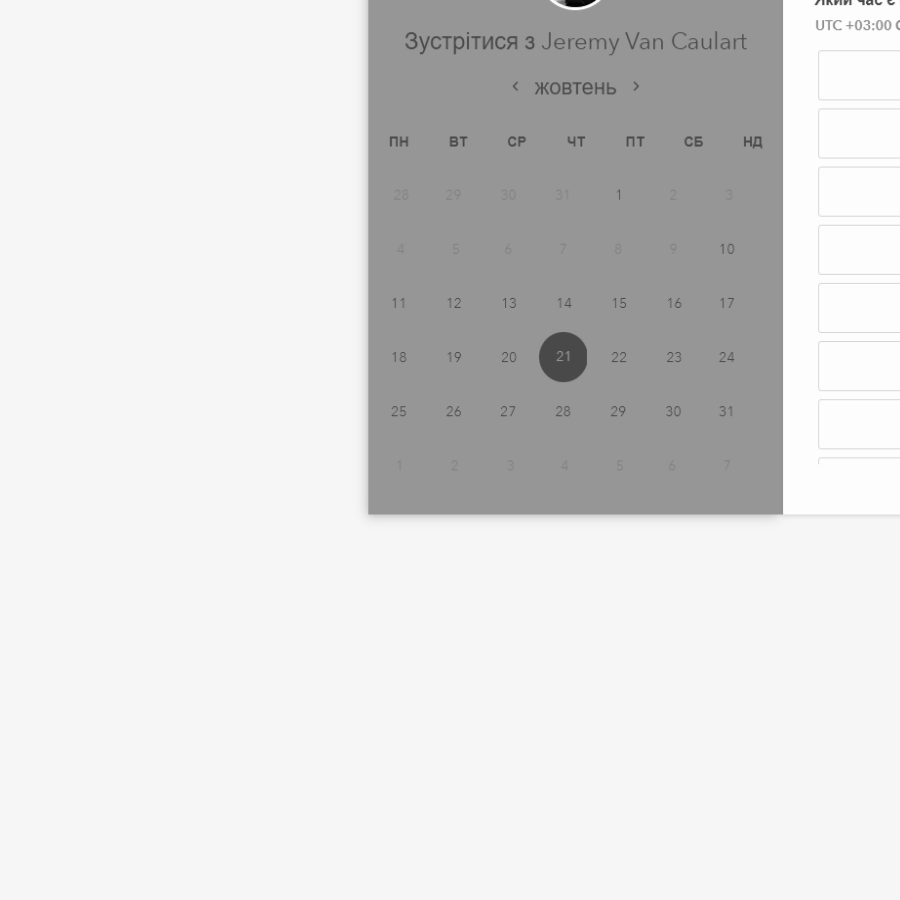 Зустрітися з Jeremy Van Caulart
‹ жовтень ›
ПН ВТ СР ЧТ ПТ СБ НД
28 29 30 31 1 2 3
4 5 6 7 8 9 10
11 12 13 14 15 16 17
18 19 20 21 22 23 24
25 26 27 28 29 30 31
1 2 3 4 5 6 7
Який час є
UTC +03:00